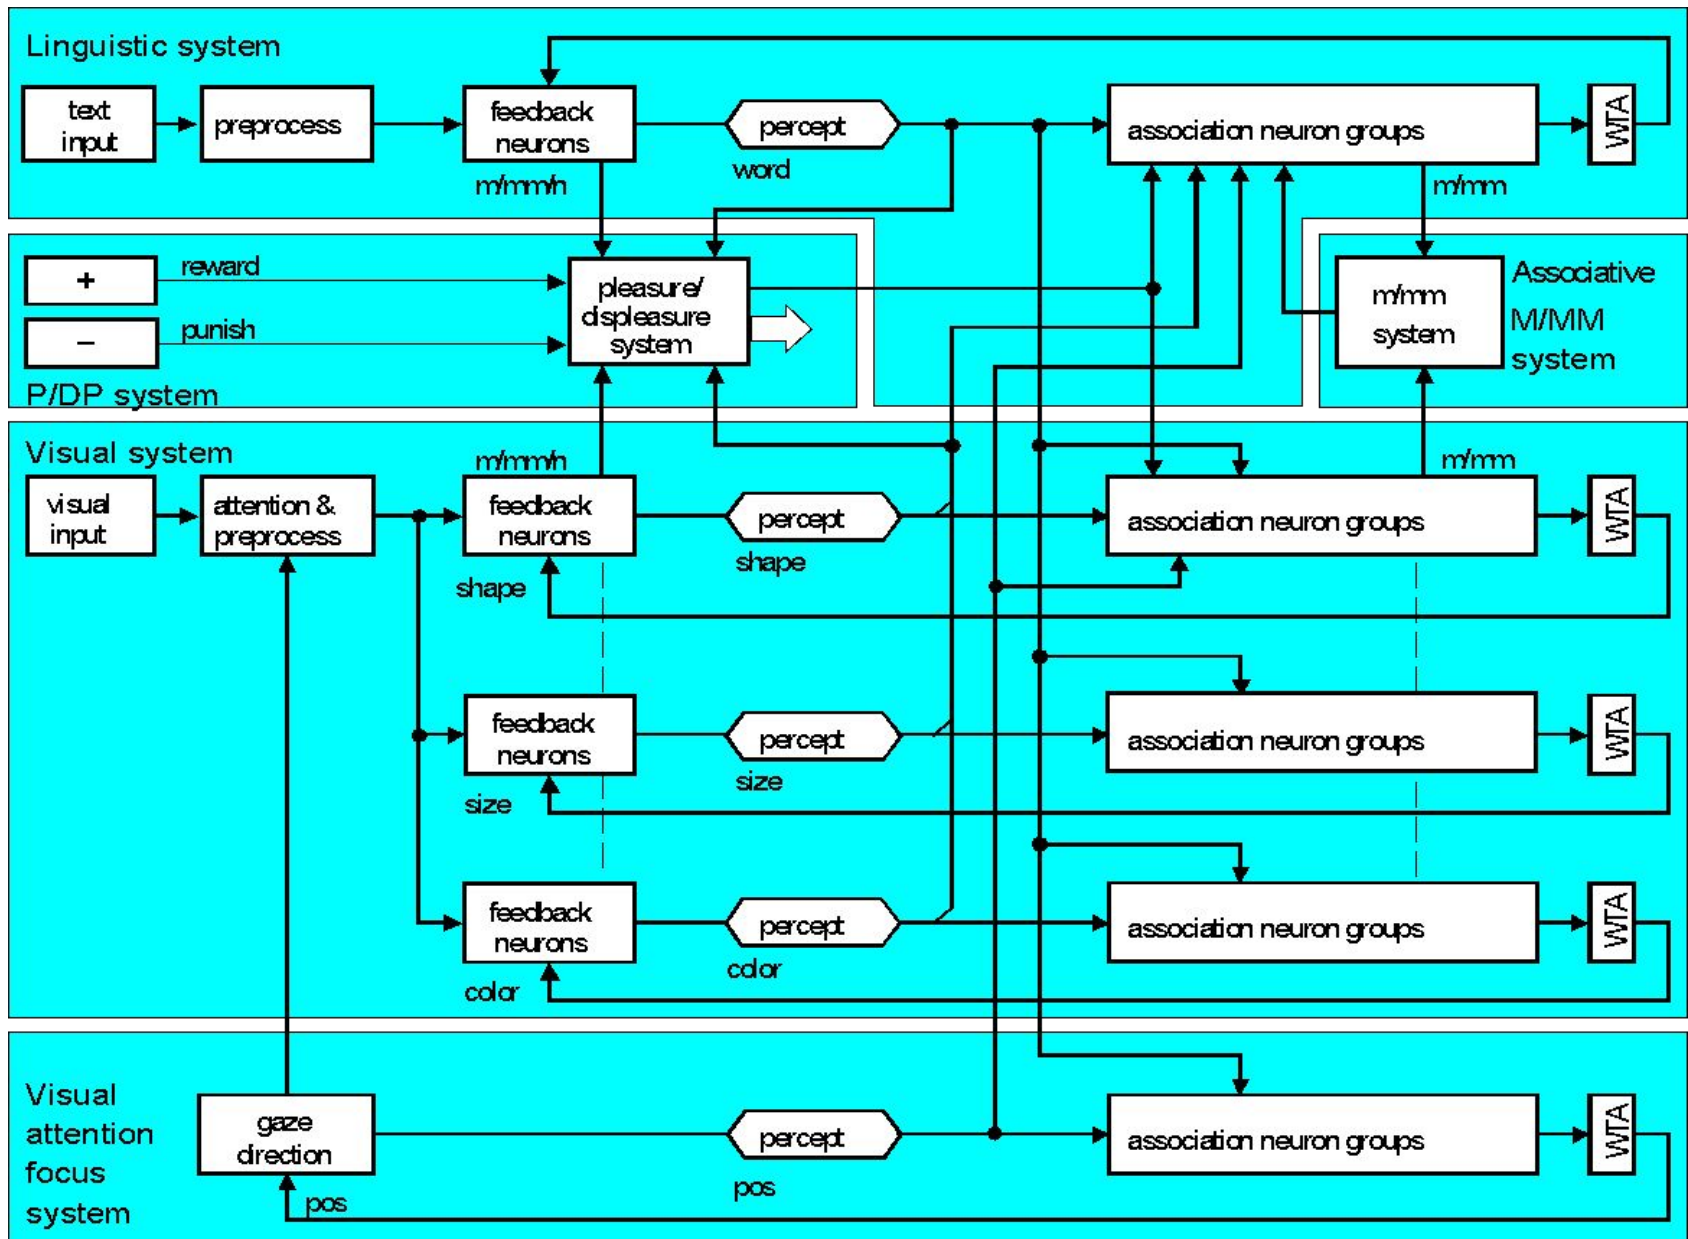 Linguistic system
text
input
preprocess
feedback
neurons
m/mm/h
percept
word
association neuron groups
WTA
m/mm
+
reward
−
punish
P/DP system
pleasure/
displeasure
system
m/mm
system
Associative
M/MM
system
Visual system
visual
input
attention &
preprocess
m/mm/h
feedback
neurons
shape
percept
shape
m/mm
association neuron groups
WTA
feedback
neurons
size
percept
size
association neuron groups
WTA
feedback
neurons
color
percept
color
association neuron groups
WTA
Visual
attention
focus
system
gaze
direction
pos
percept
pos
association neuron groups
WTA